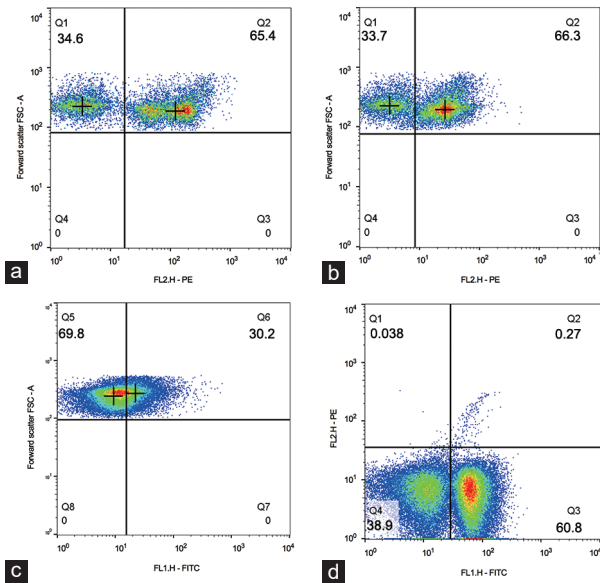 Q1
34.6
Q2
65.4
Forward scatter FSC - A
10⁴
10³
10²
10¹
10⁰
Q4
0
Q3
0
10⁰ 10¹ 10² 10³ 10⁴
FL2.H - PE
a
Q1
33.7
Q2
66.3
Forward scatter FSC - A
10⁴
10³
10²
10¹
10⁰
Q4
0
Q3
0
10⁰ 10¹ 10² 10³ 10⁴
FL2.H - PE
b
Q5
69.8
Q6
30.2
Forward scatter FSC - A
10⁴
10³
10²
10¹
10⁰
Q8
0
Q7
0
10⁰ 10¹ 10² 10³ 10⁴
FL1.H - FITC
c
Q1
0.038
Q2
0.27
FL2.H - PE
10⁴
10³
10²
10¹
10⁰
Q4
38.9
Q3
60.8
10⁰ 10¹ 10² 10³ 10⁴
FL1.H - FITC
d